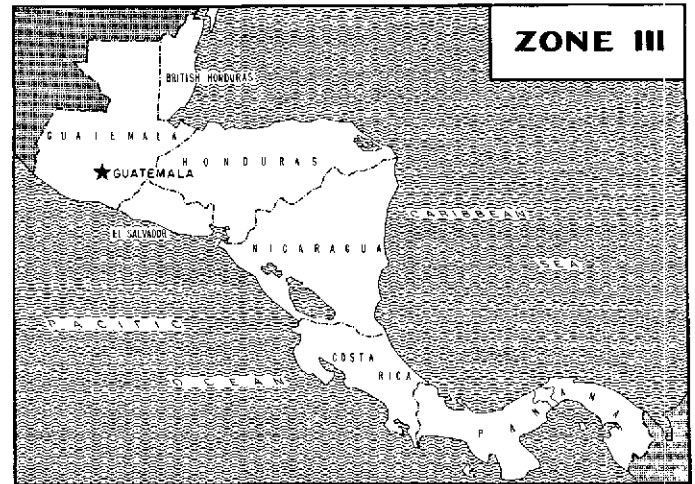 ZONE III
BRITISH HONDURAS
GUATEMALA
HONDURAS
GUATEMALA
CARIBBEAN
EL SALVADOR
NICARAGUA
SEA
PACIFIC
COSTA
RICA
OCEAN
PANAMA